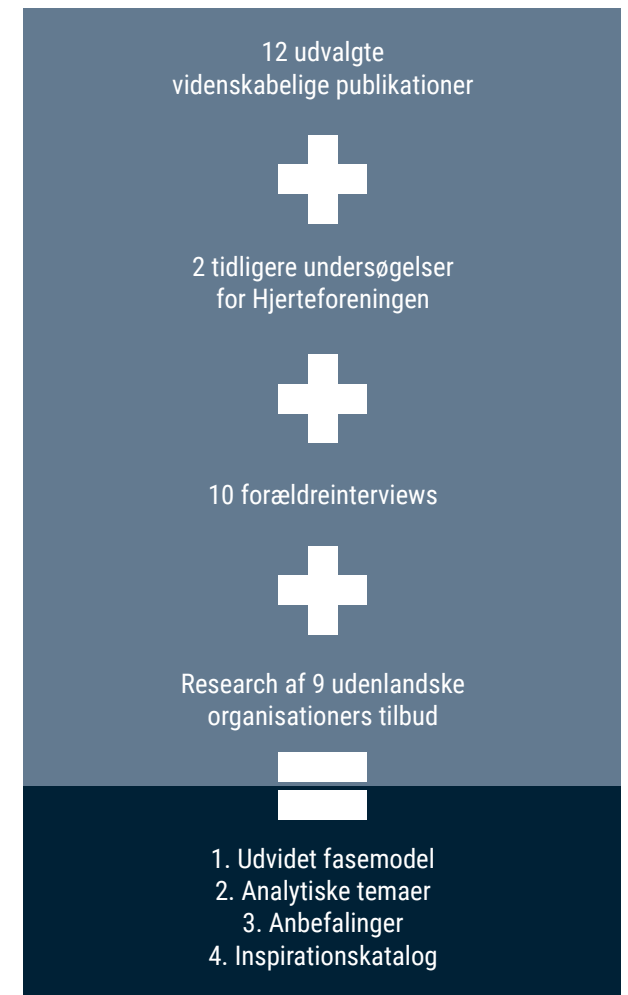 12 udvalgte
videnskabelige publikationer
2 tidligere undersøgelser
for Hjerteforeningen
10 forældreinterviews
Research af 9 udenlandske
organisationers tilbud
1. Udvidet fasemodel
2. Analytiske temaer
3. Anbefalinger
4. Inspirationskatalog